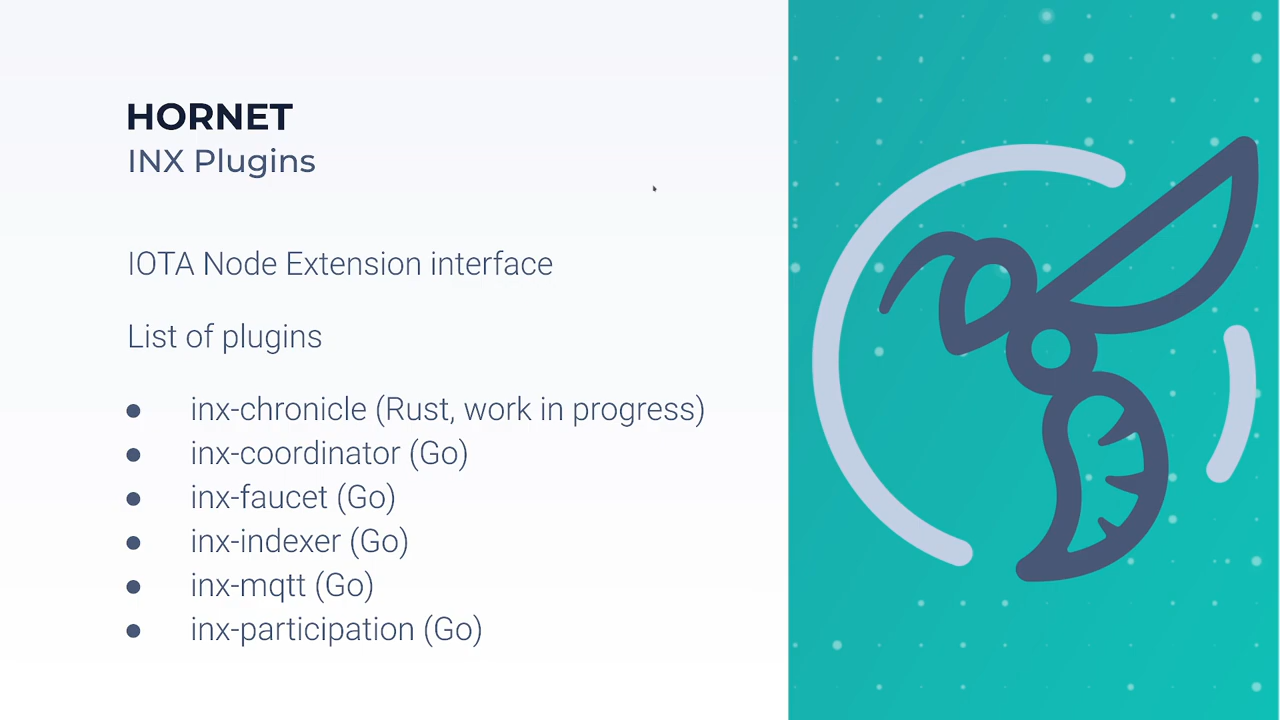 HORNET
INX Plugins
IOTA Node Extension interface
List of plugins
● inx-chronicle (Rust, work in progress)
● inx-coordinator (Go)
● inx-faucet (Go)
● inx-indexer (Go)
● inx-mqtt (Go)
● inx-participation (Go)